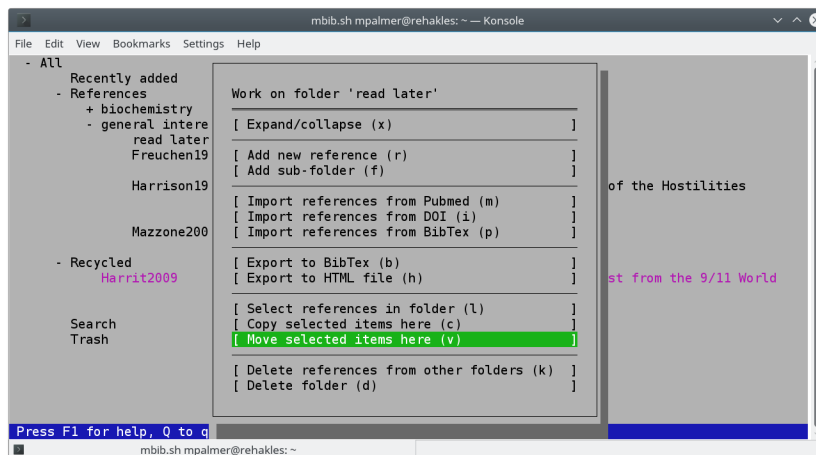 mbib.sh mpalmer@rehakles: ~ — Konsole
File Edit View Bookmarks Settings Help
- All
Recently added
- References
+ biochemistry
- general intere
read later
Freuchen19
Harrison19 of the Hostilities
Mazzone200
- Recycled
Harrit2009 st from the 9/11 World
Search
Trash
Work on folder 'read later'
[ Expand/collapse (x) ]
[ Add new reference (r) ]
[ Add sub-folder (f) ]
[ Import references from Pubmed (m) ]
[ Import references from DOI (i) ]
[ Import references from BibTex (p) ]
[ Export to BibTex (b) ]
[ Export to HTML file (h) ]
[ Select references in folder (l) ]
[ Copy selected items here (c) ]
[ Move selected items here (v) ]
[ Delete references from other folders (k) ]
[ Delete folder (d) ]
Press F1 for help, Q to q
mbib.sh mpalmer@rehakles: ~